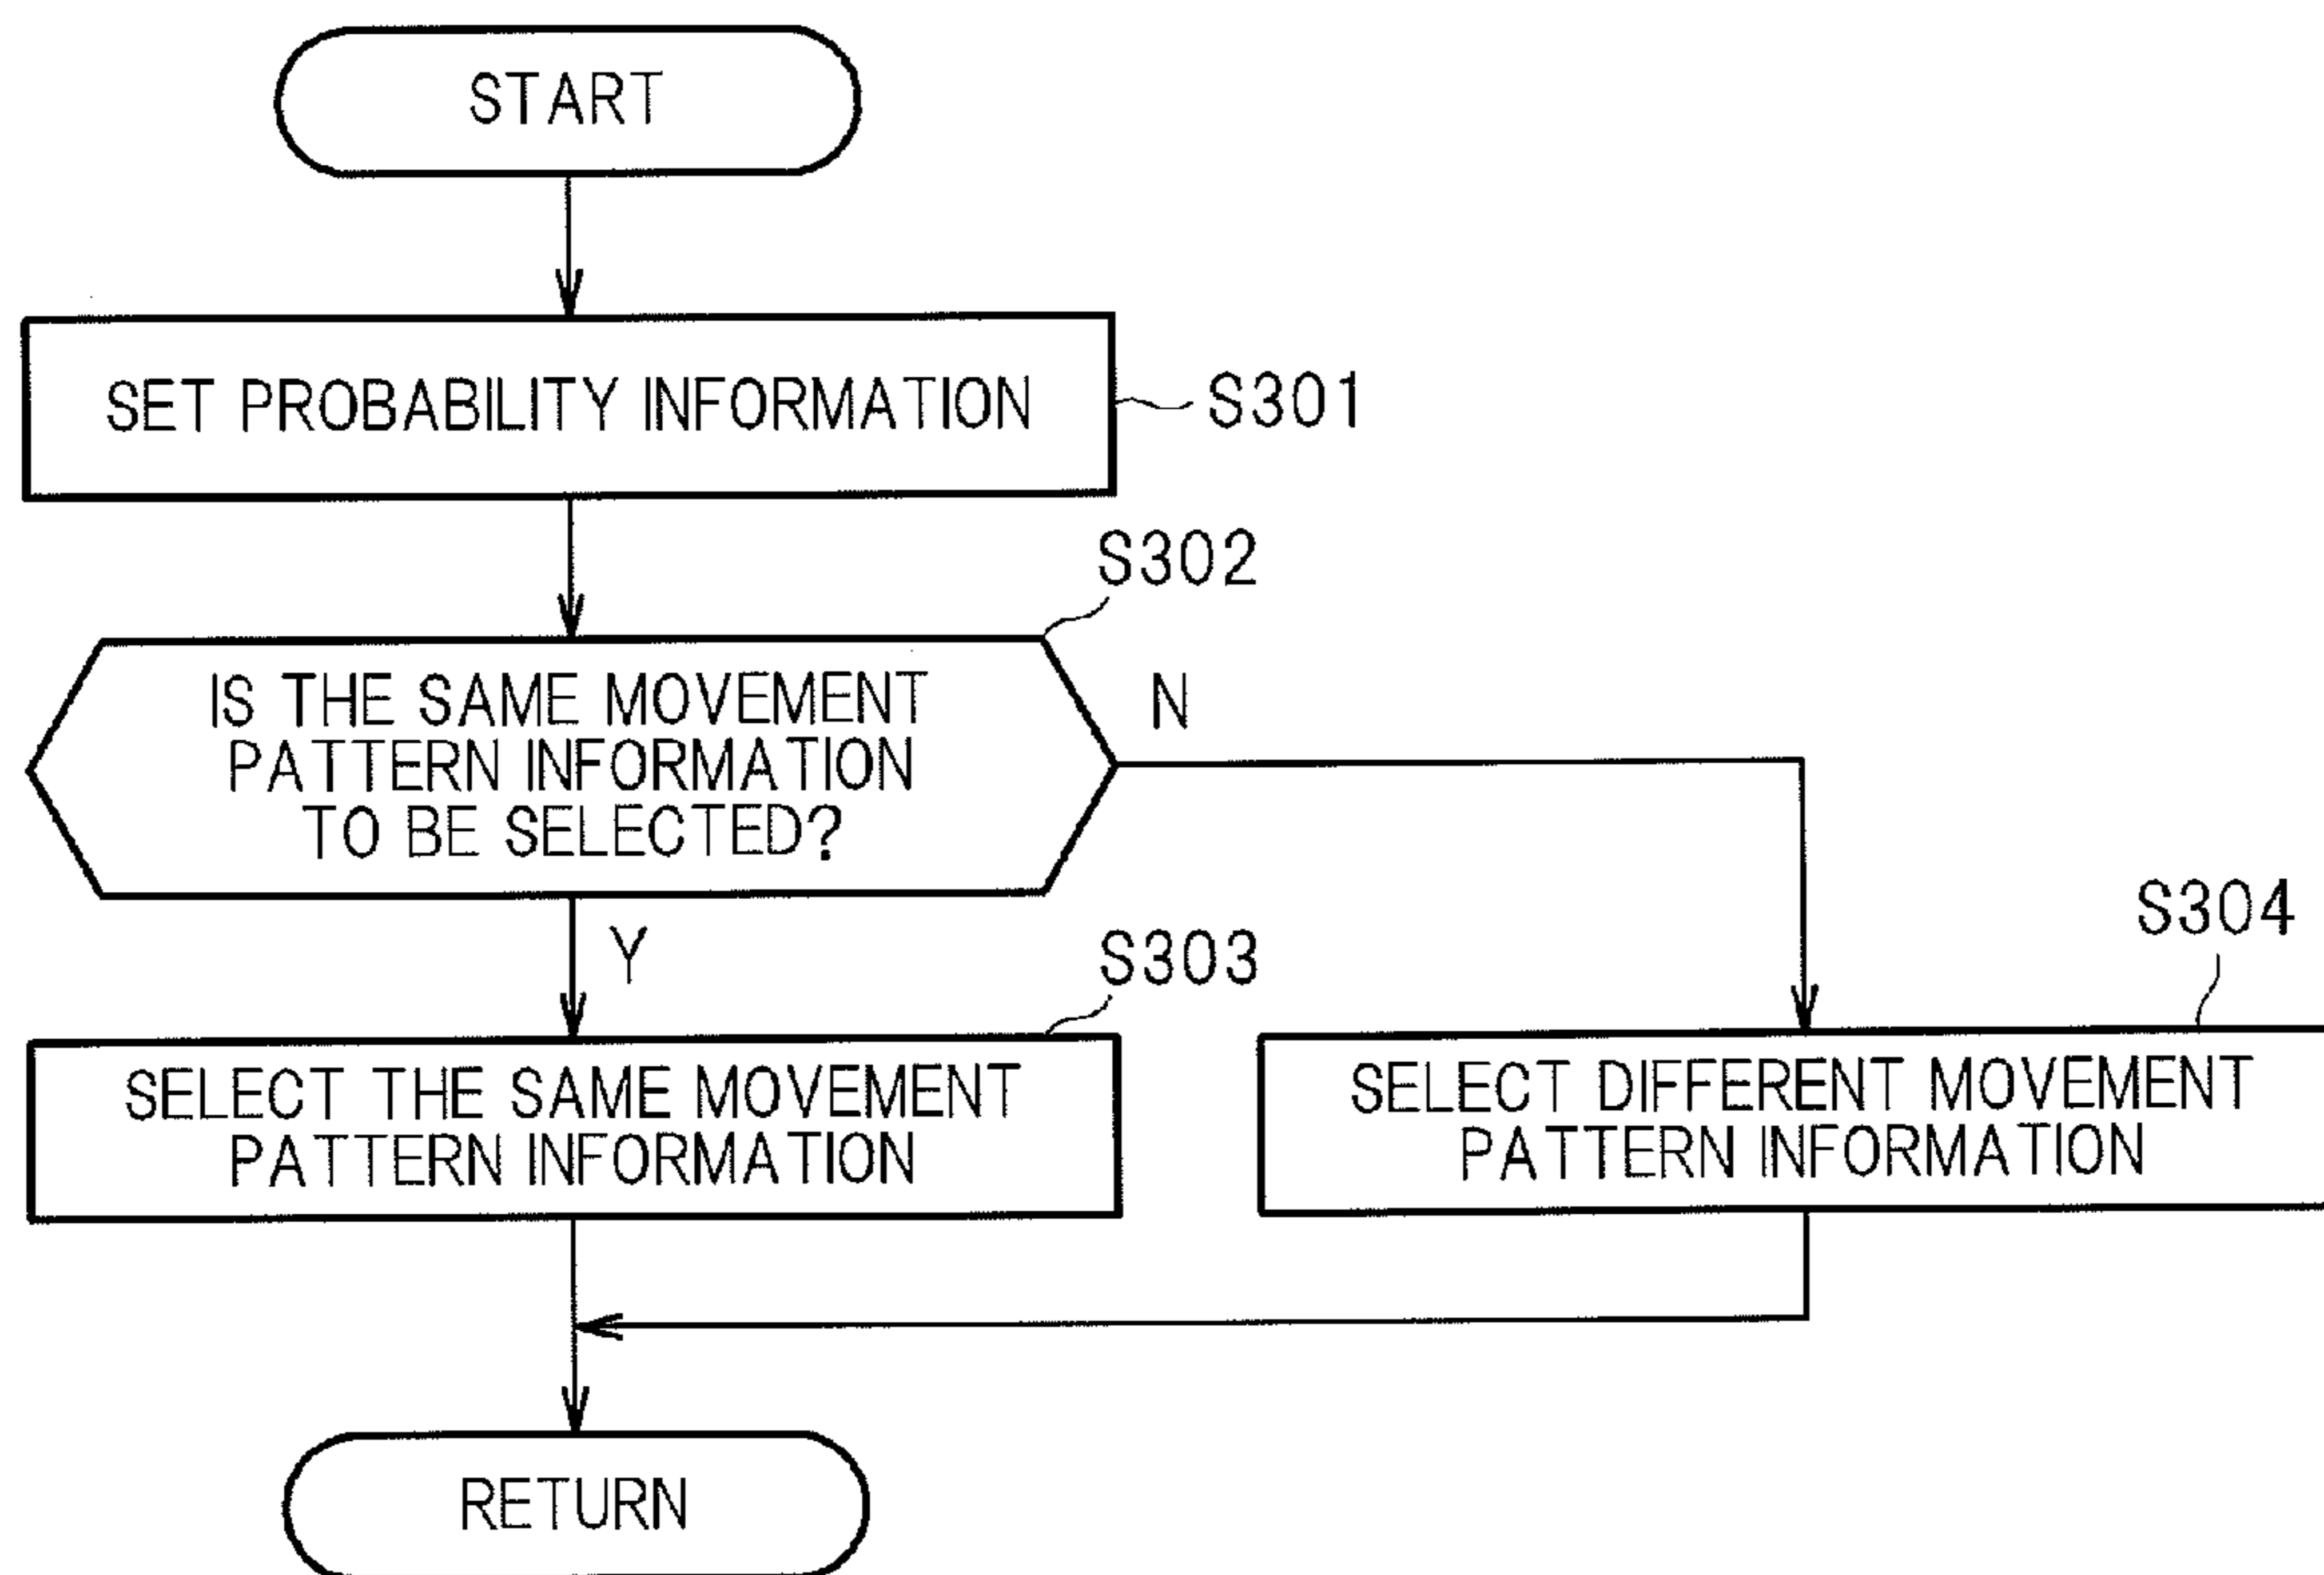 START
SET PROBABILITY INFORMATION
S301
S302
IS THE SAME MOVEMENT
PATTERN INFORMATION
TO BE SELECTED?
N
Y
S303
SELECT THE SAME MOVEMENT
PATTERN INFORMATION
S304
SELECT DIFFERENT MOVEMENT
PATTERN INFORMATION
RETURN